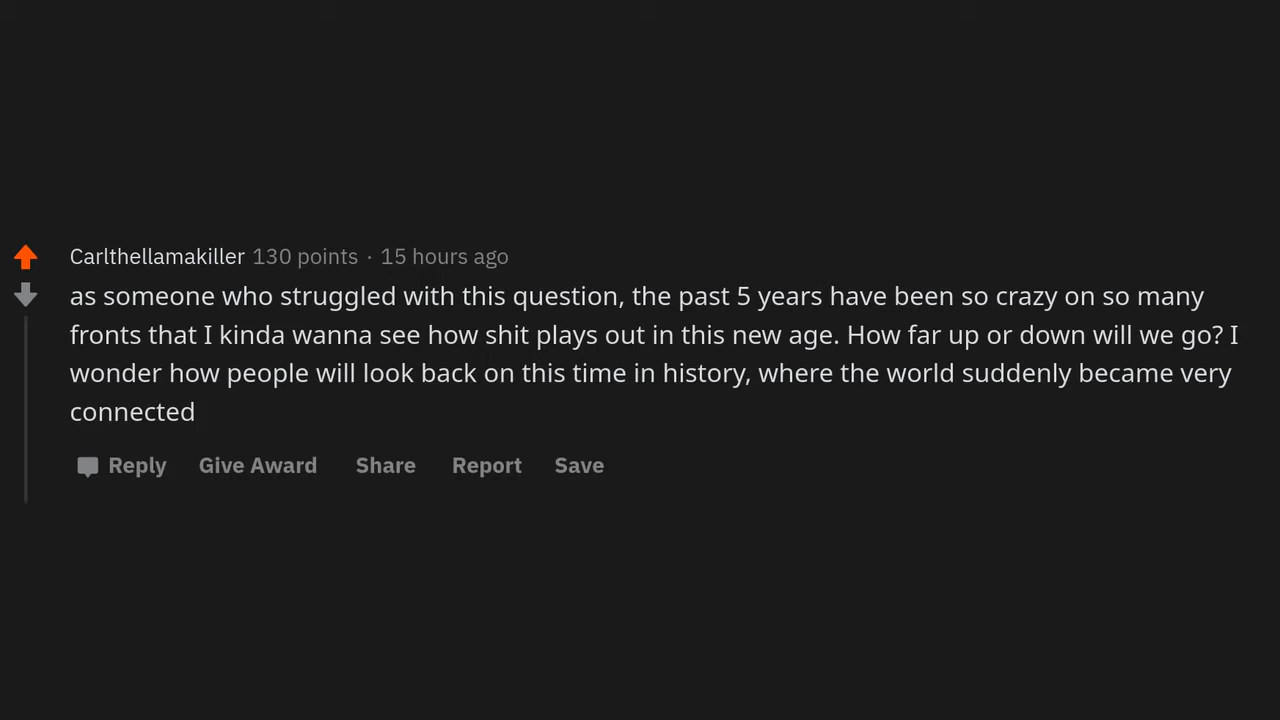 Carlthellamakiller 130 points · 15 hours ago
as someone who struggled with this question, the past 5 years have been so crazy on so many
fronts that I kinda wanna see how shit plays out in this new age. How far up or down will we go? I
wonder how people will look back on this time in history, where the world suddenly became very
connected
Reply Give Award Share Report Save